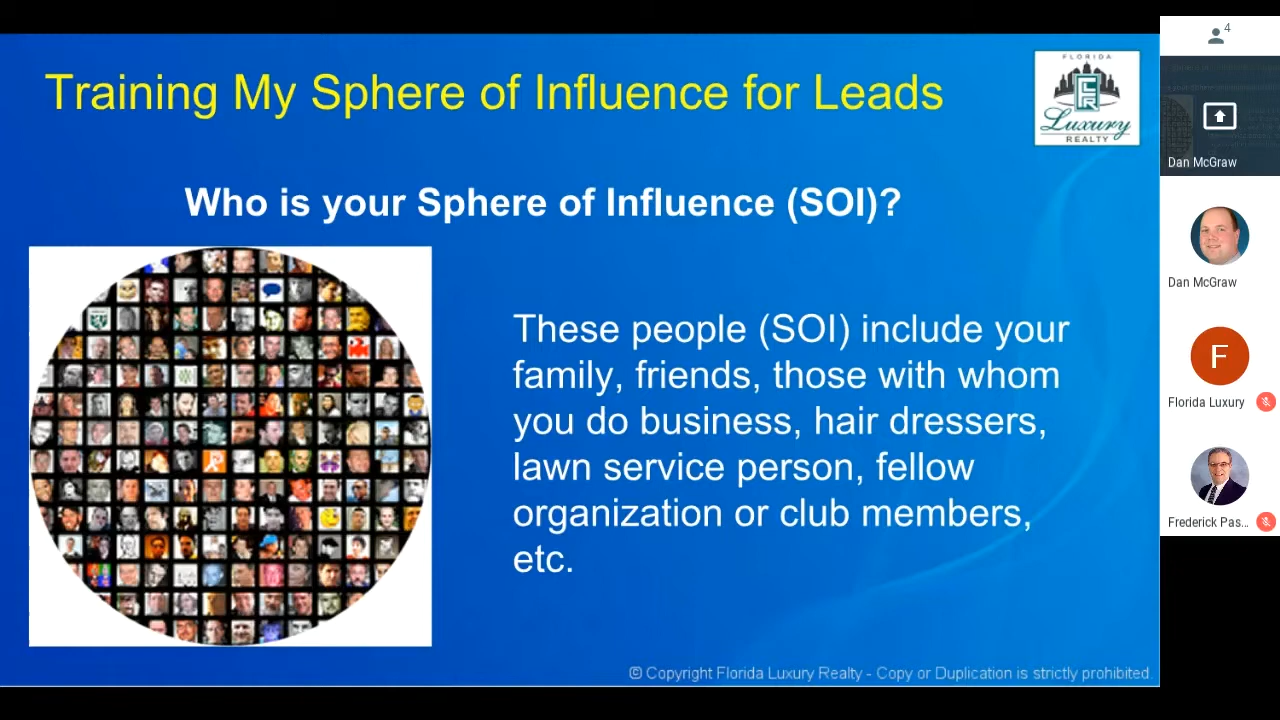 Training My Sphere of Influence for Leads
FLORIDA
FLR
Luxury
REALTY
Who is your Sphere of Influence (SOI)?
These people (SOI) include your
family, friends, those with whom
you do business, hair dressers,
lawn service person, fellow
organization or club members,
etc.
© Copyright Florida Luxury Realty - Copy or Duplication is strictly prohibited.
4
Dan McGraw
Dan McGraw
F
Florida Luxury
Frederick Pas...